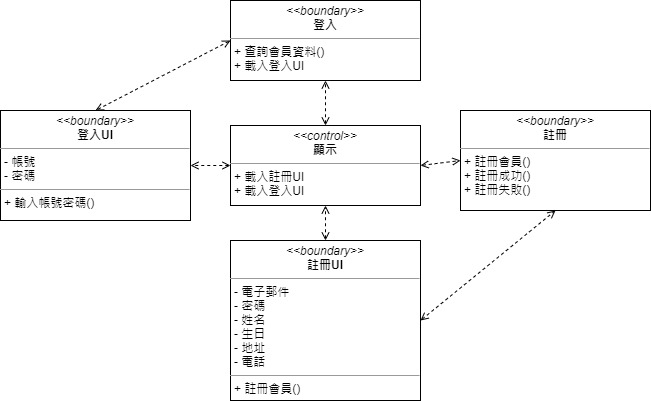 <<boundary>>
登入
+ 查詢會員資料()
+ 載入登入UI
<<boundary>>
登入UI
- 帳號
- 密碼
+ 輸入帳號密碼()
<<control>>
顯示
+ 載入註冊UI
+ 載入登入UI
<<boundary>>
註冊
+ 註冊會員()
+ 註冊成功()
+ 註冊失敗()
<<boundary>>
註冊UI
- 電子郵件
- 密碼
- 姓名
- 生日
- 地址
- 電話
+ 註冊會員()